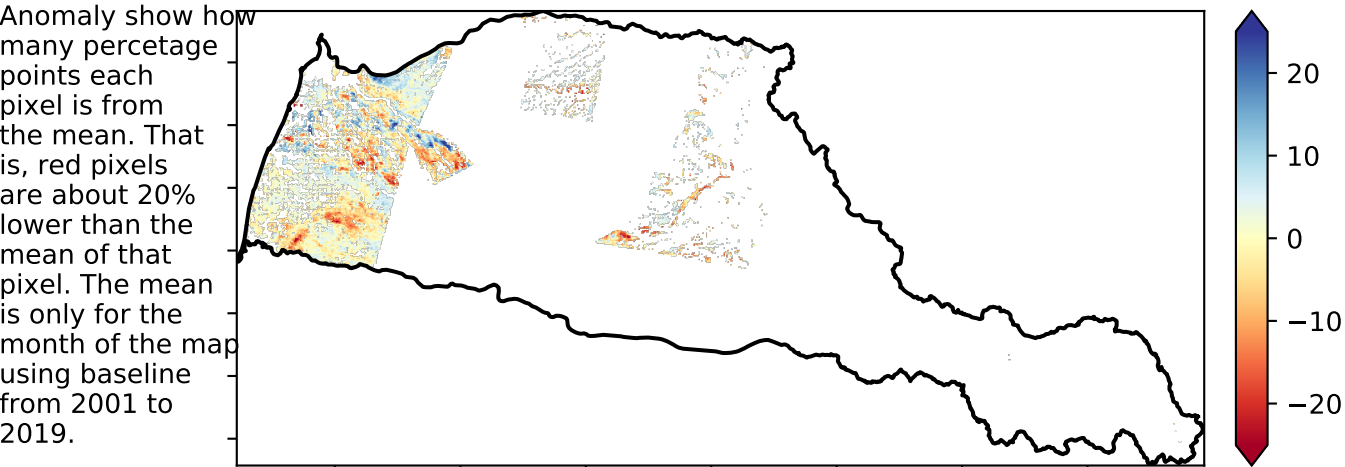 Anomaly show how
many percetage
points each
pixel is from
the mean. That
is, red pixels
are about 20%
lower than the
mean of that
pixel. The mean
is only for the
month of the map
using baseline
from 2001 to
2019.
20
10
0
−10
−20